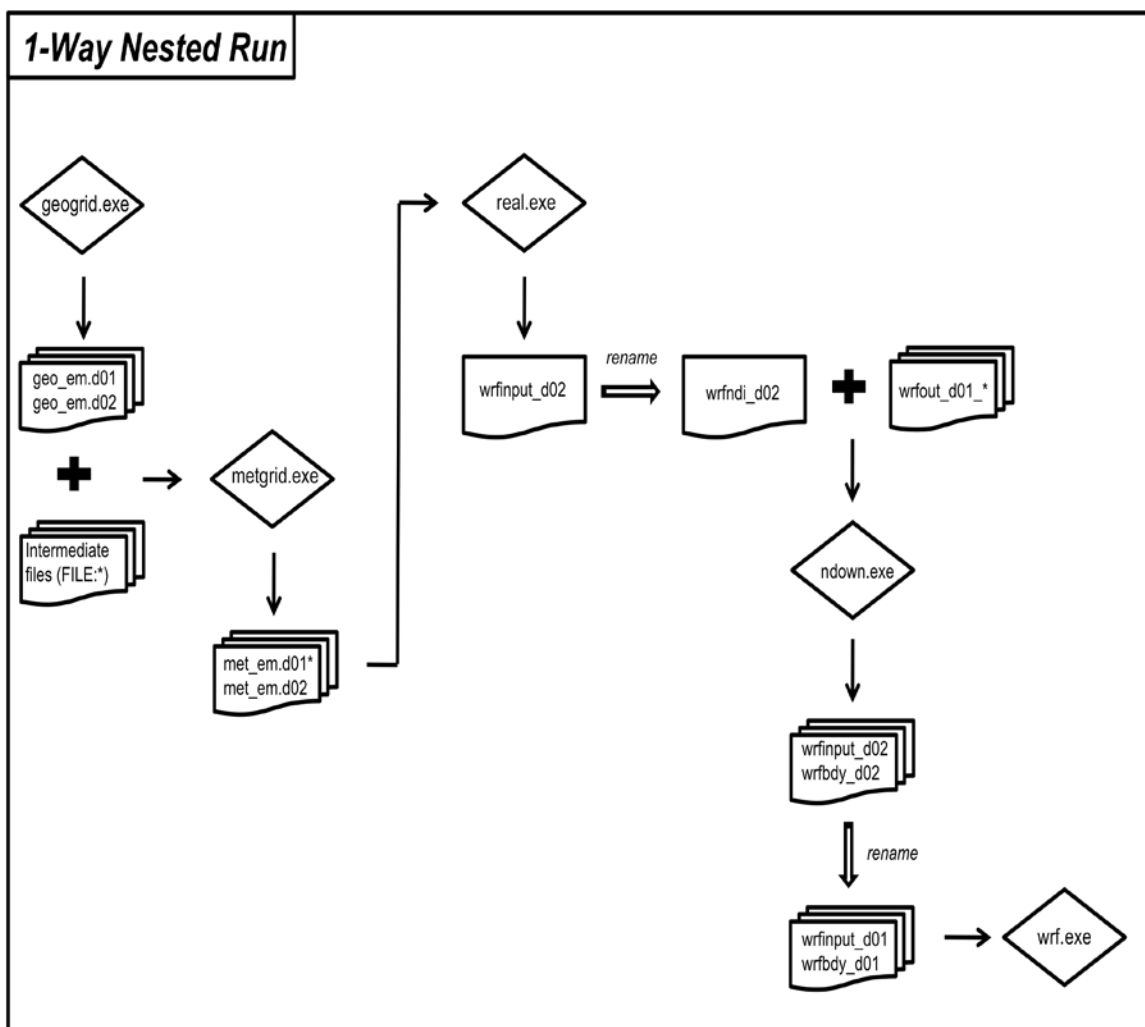 1-Way Nested Run
geogrid.exe
geo_em.d01
geo_em.d02
Intermediate
files (FILE:*)
metgrid.exe
met_em.d01*
met_em.d02
real.exe
wrfinput_d02
rename
wrfndi_d02
wrfout_d01_*
ndown.exe
wrfinput_d02
wrfbdy_d02
rename
wrfinput_d01
wrfbdy_d01
wrf.exe